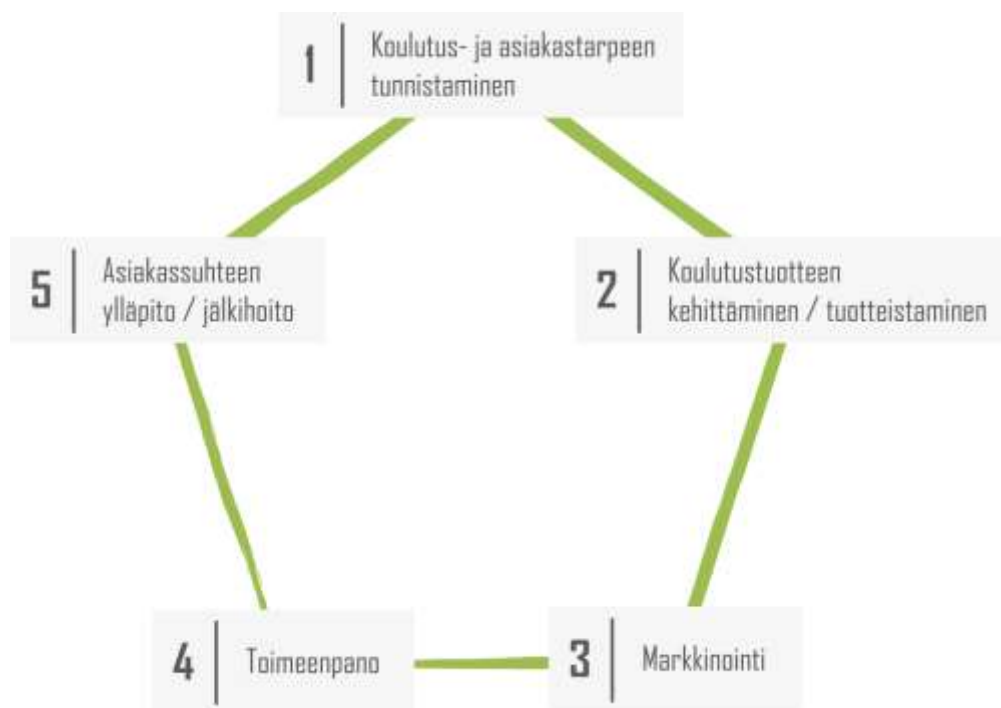 1
Koulutus- ja asiakastarpeen
tunnistaminen
2
Koulutustuotteen
kehittäminen / tuotteistaminen
3
Markkinointi
4
Toimeenpano
5
Asiakassuhteen
ylläpito / jälkihoito